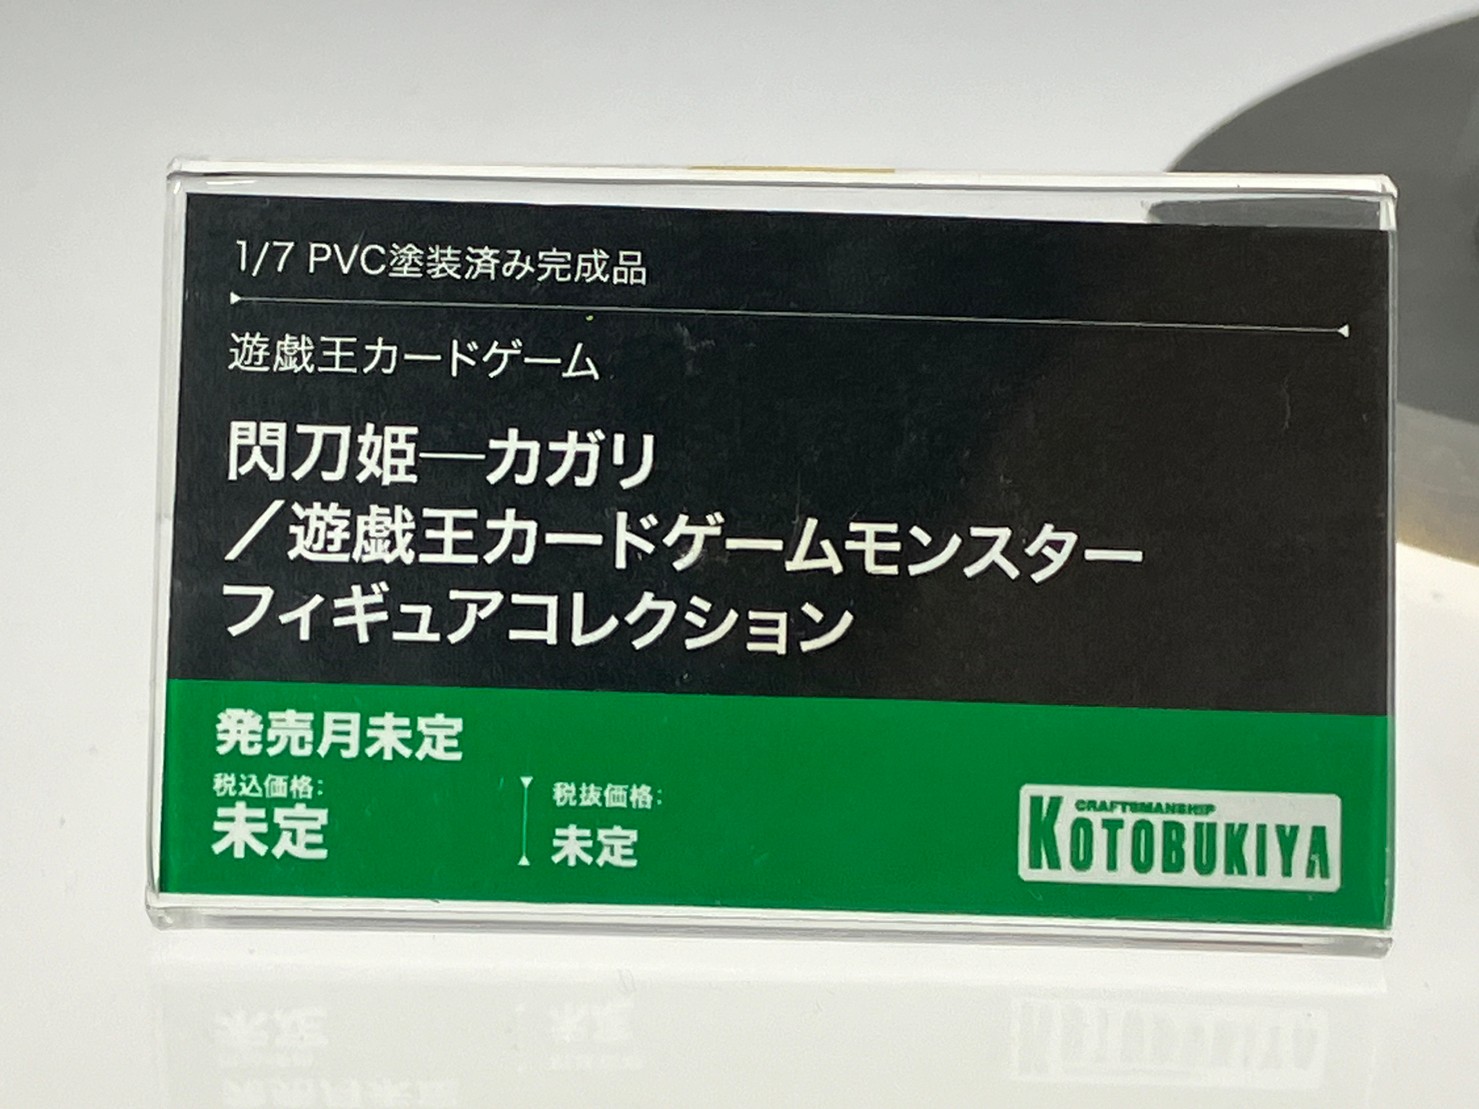 1/7 PVC塗装済み完成品
遊戯王カードゲーム
閃刀姫―カガリ
／遊戯王カードゲームモンスター
フィギュアコレクション
発売月未定
税込価格:
未定
税抜価格:
未定
CRAFTSMANSHIP
KOTOBUKIYA